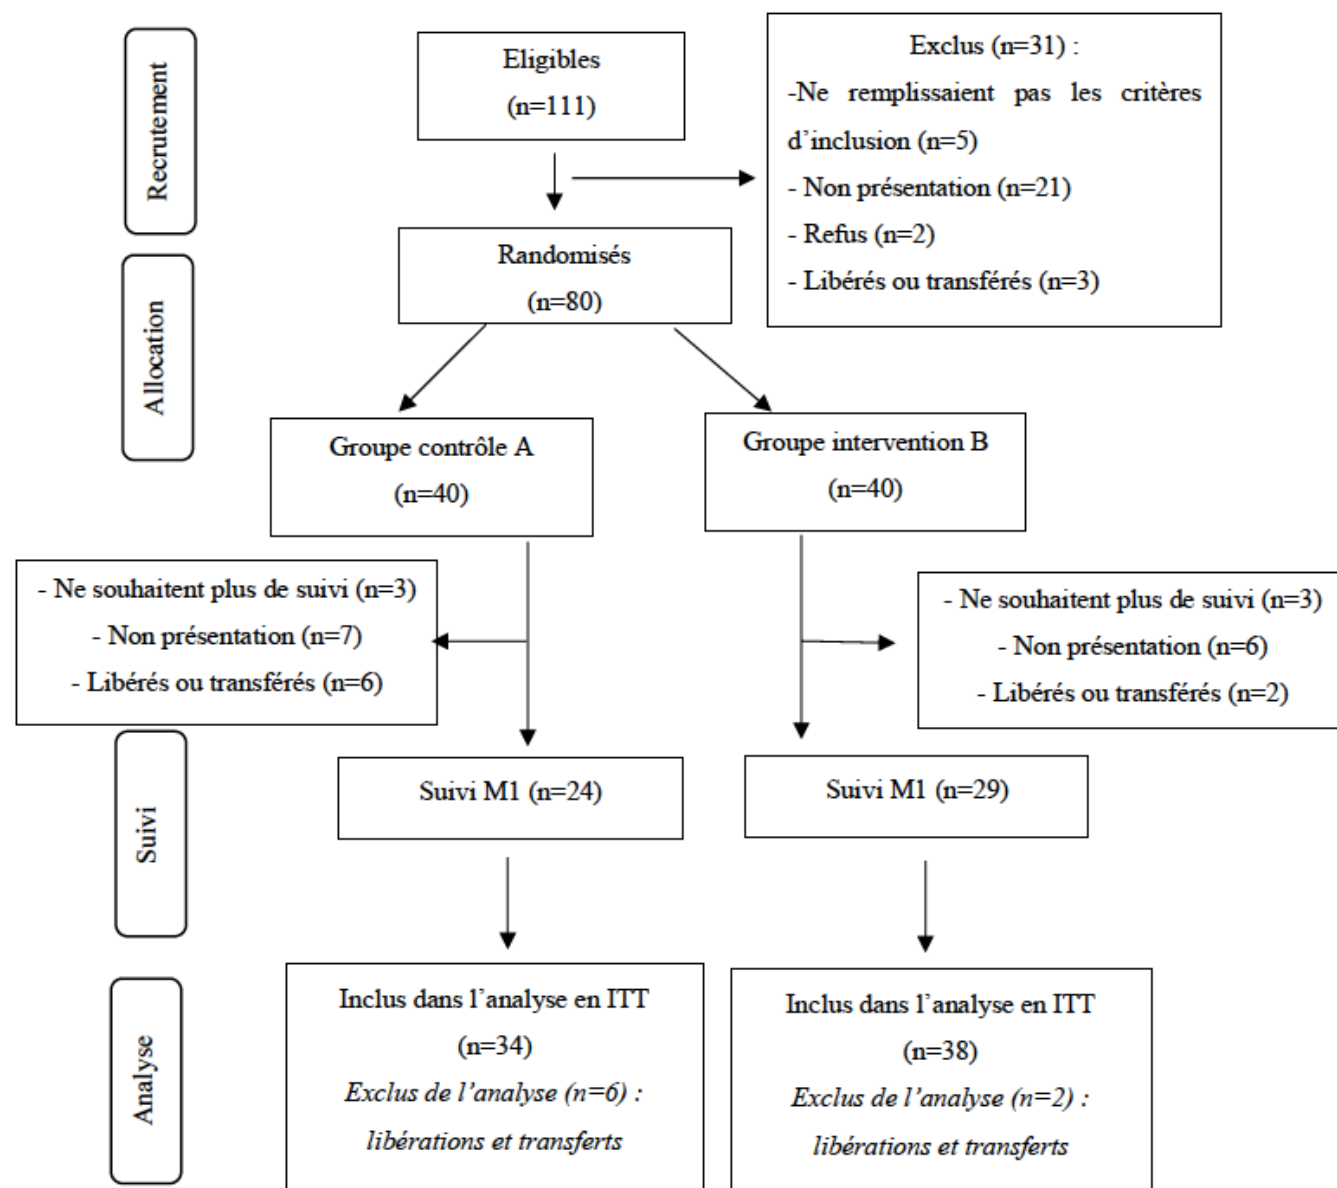 Recrutement
Eligibles
(n=111)
Exclus (n=31) :
-Ne remplissaient pas les critères
d’inclusion (n=5)
- Non présentation (n=21)
- Refus (n=2)
- Libérés ou transférés (n=3)
Allocation
Randomisés
(n=80)
Groupe contrôle A
(n=40)
Groupe intervention B
(n=40)
- Ne souhaitent plus de suivi (n=3)
- Non présentation (n=7)
- Libérés ou transférés (n=6)
- Ne souhaitent plus de suivi (n=3)
- Non présentation (n=6)
- Libérés ou transférés (n=2)
Suivi
Suivi M1 (n=24)
Suivi M1 (n=29)
Analyse
Inclus dans l’analyse en ITT
(n=34)
Exclus de l’analyse (n=6) :
libérations et transferts
Inclus dans l’analyse en ITT
(n=38)
Exclus de l’analyse (n=2) :
libérations et transferts